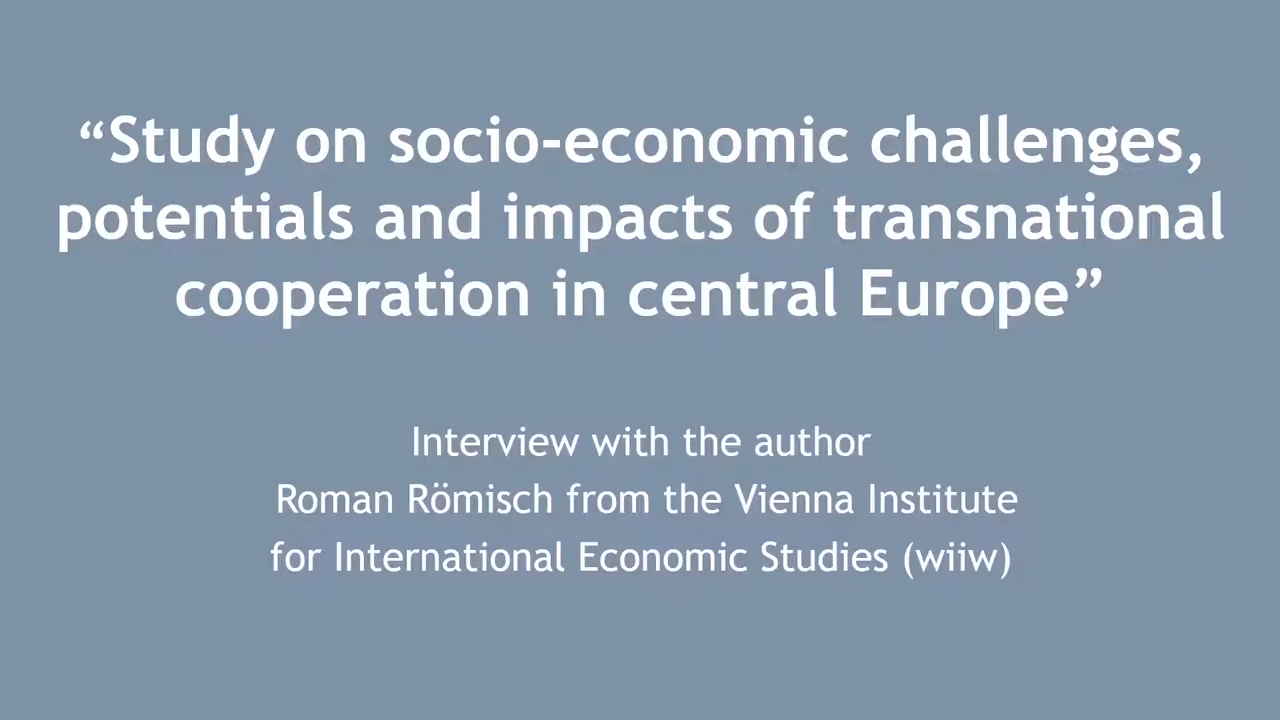 “Study on socio-economic challenges,
potentials and impacts of transnational
cooperation in central Europe”
Interview with the author
Roman Römisch from the Vienna Institute
for International Economic Studies (wiiw)